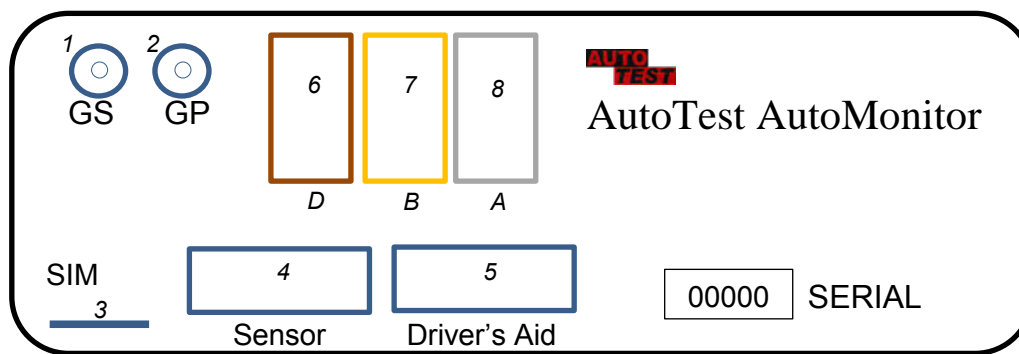 1
2
GS
GP
6
7
8
D
B
A
AUTO
TEST
AutoTest AutoMonitor
SIM
3
4
Sensor
5
Driver's Aid
00000
SERIAL